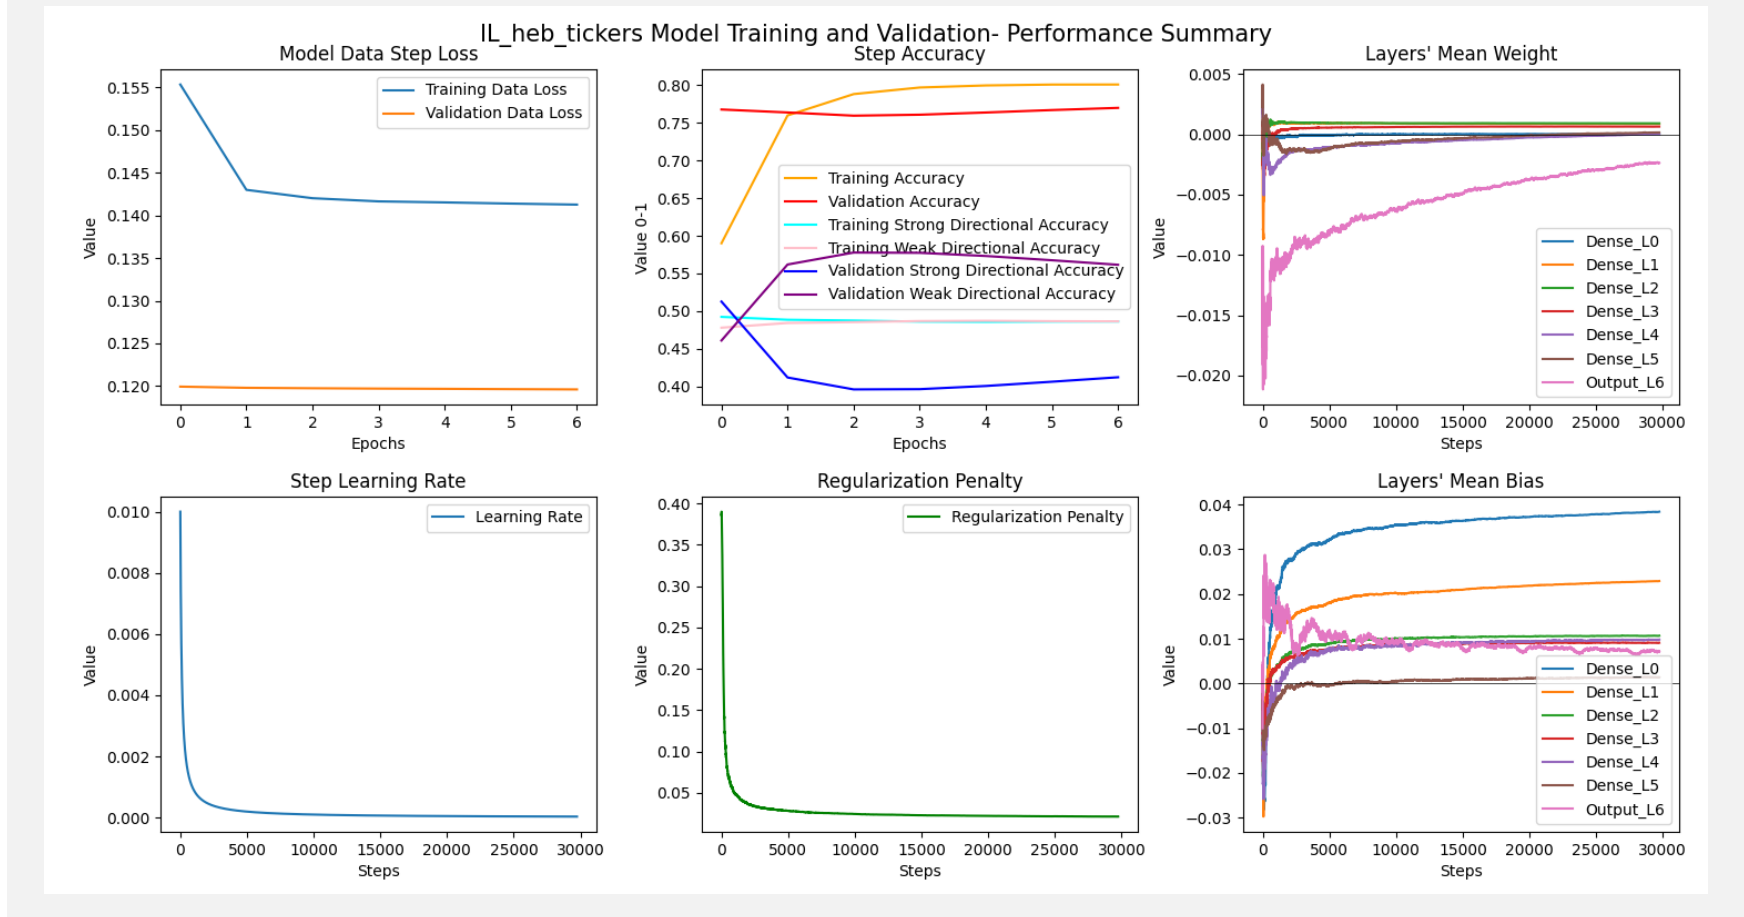 IL_heb_tickers Model Training and Validation- Performance Summary
Model Data Step Loss
Value
0.155
0.150
0.145
0.140
0.135
0.130
0.125
0.120
Training Data Loss
Validation Data Loss
0 1 2 3 4 5 6
Epochs
Step Accuracy
Value 0-1
0.80
0.75
0.70
0.65
0.60
0.55
0.50
0.45
0.40
Training Accuracy
Validation Accuracy
Training Strong Directional Accuracy
Training Weak Directional Accuracy
Validation Strong Directional Accuracy
Validation Weak Directional Accuracy
0 1 2 3 4 5 6
Epochs
Layers' Mean Weight
Value
0.005
0.000
−0.005
−0.010
−0.015
−0.020
Dense_L0
Dense_L1
Dense_L2
Dense_L3
Dense_L4
Dense_L5
Output_L6
0 5000 10000 15000 20000 25000 30000
Steps
Step Learning Rate
Value
0.010
0.008
0.006
0.004
0.002
0.000
Learning Rate
0 5000 10000 15000 20000 25000 30000
Steps
Regularization Penalty
Value
0.40
0.35
0.30
0.25
0.20
0.15
0.10
0.05
Regularization Penalty
0 5000 10000 15000 20000 25000 30000
Steps
Layers' Mean Bias
Value
0.04
0.03
0.02
0.01
0.00
−0.01
−0.02
−0.03
Dense_L0
Dense_L1
Dense_L2
Dense_L3
Dense_L4
Dense_L5
Output_L6
0 5000 10000 15000 20000 25000 30000
Steps